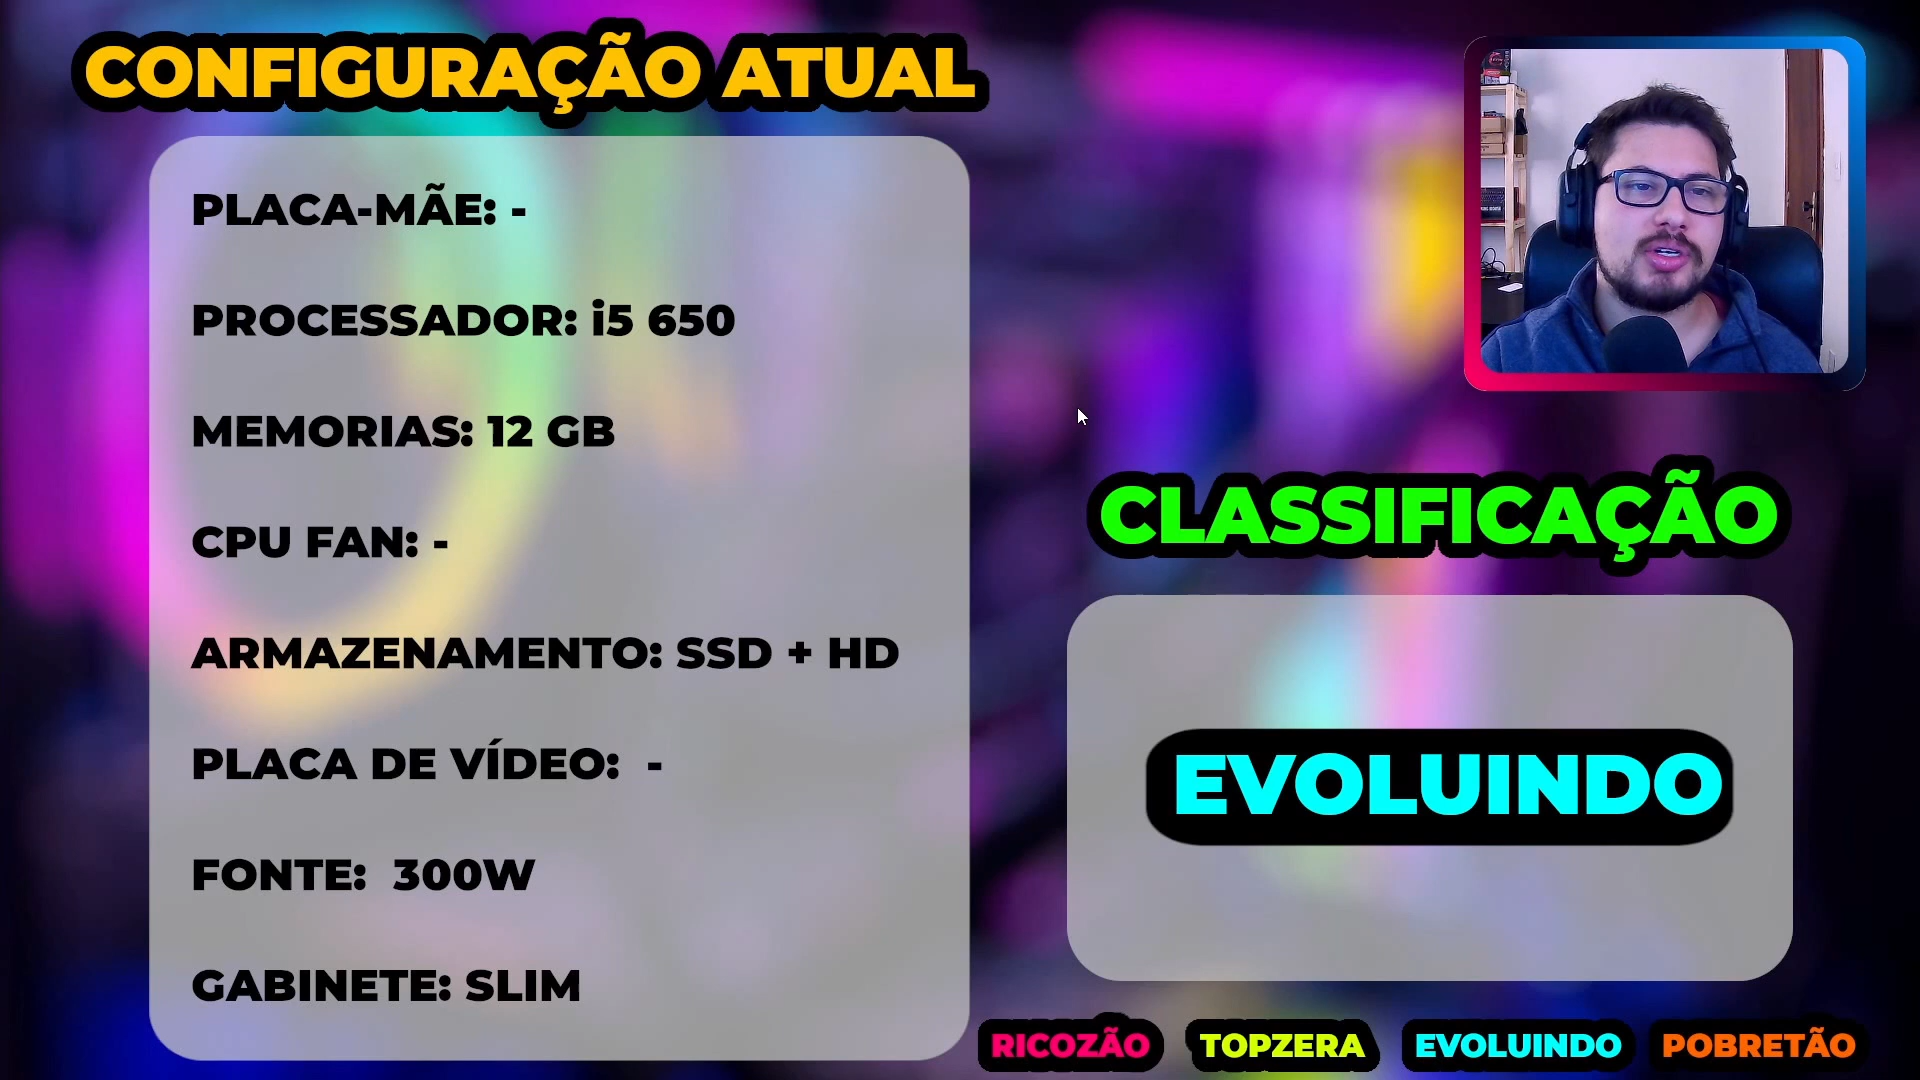 CONFIGURAÇÃO ATUAL
PLACA-MÃE: -
PROCESSADOR: i5 650
MEMORIAS: 12 GB
CPU FAN: -
ARMAZENAMENTO: SSD + HD
PLACA DE VÍDEO: -
FONTE: 300W
GABINETE: SLIM
CLASSIFICAÇÃO
EVOLUINDO
RICOZÃO TOPZERA EVOLUINDO POBRETÃO